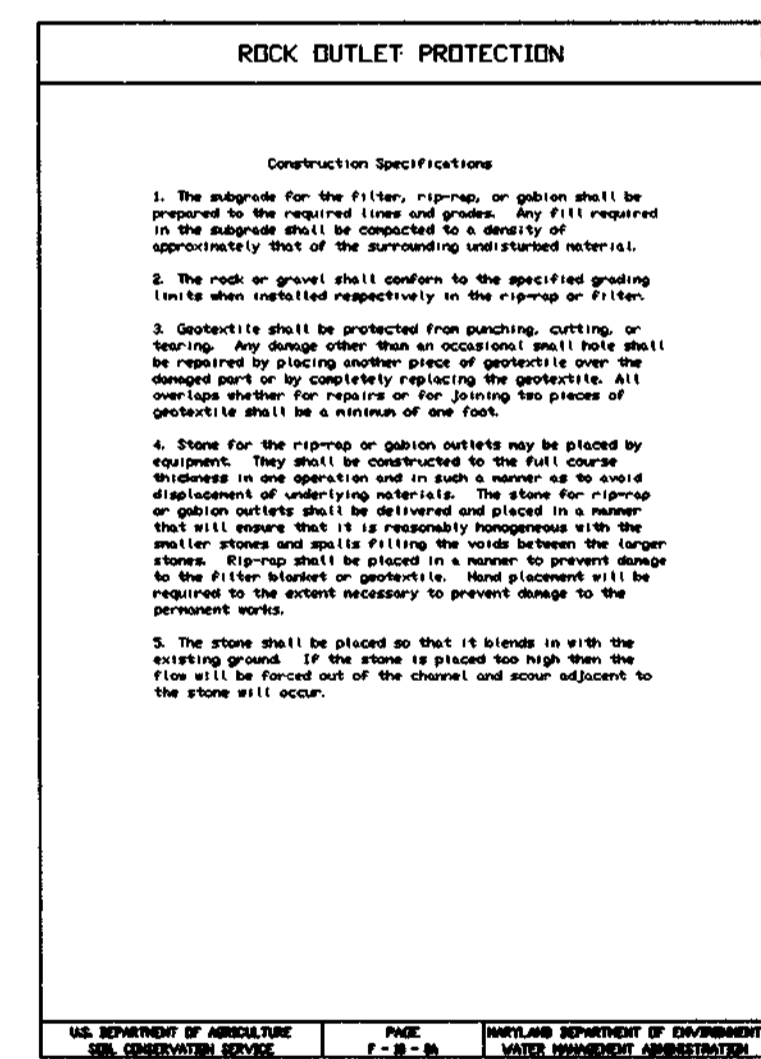 ROCK OUTLET PROTECTION
Construction Specifications
1. The subgrade for the filter, rip-rap, or gabion shall be
prepared to the required lines and grades. Any fill required
in the subgrade shall be compacted to a density of
approximately that of the surrounding undisturbed material.
2. The rock or gravel shall conform to the specified grading
limits when installed respectively in the rip-rap or filter.
3. Geotextile shall be protected from punching, cutting, or
tearing. Any damage other than an occasional small hole shall
be repaired by placing another piece of geotextile over the
damaged part or by completely replacing the geotextile. All
overlaps whether for repairs or for joining two pieces of
geotextile shall be a minimum of one foot.
4. Stone for the rip-rap or gabion outlets may be placed by
equipment. They shall be constructed to the full course
thickness in one operation and in such a manner as to avoid
displacement of underlying materials. The stone for rip-rap
or gabion outlets shall be delivered and placed in a manner
that will ensure that it is reasonably homogeneous with the
smaller stones and spalls filling the voids between the larger
stones. Rip-rap shall be placed in a manner to prevent damage
to the filter blanket or geotextile. Hand placement will be
required to the extent necessary to prevent damage to the
permanent works.
5. The stone shall be placed so that it blends in with the
existing ground. If the stone is placed too high then the
flow will be forced out of the channel and scour adjacent to
the stone will occur.
U.S. DEPARTMENT OF AGRICULTURE
SOIL CONSERVATION SERVICE
PAGE
F - -
MARYLAND DEPARTMENT OF ENVIRONMENT
WATER MANAGEMENT ADMINISTRATION